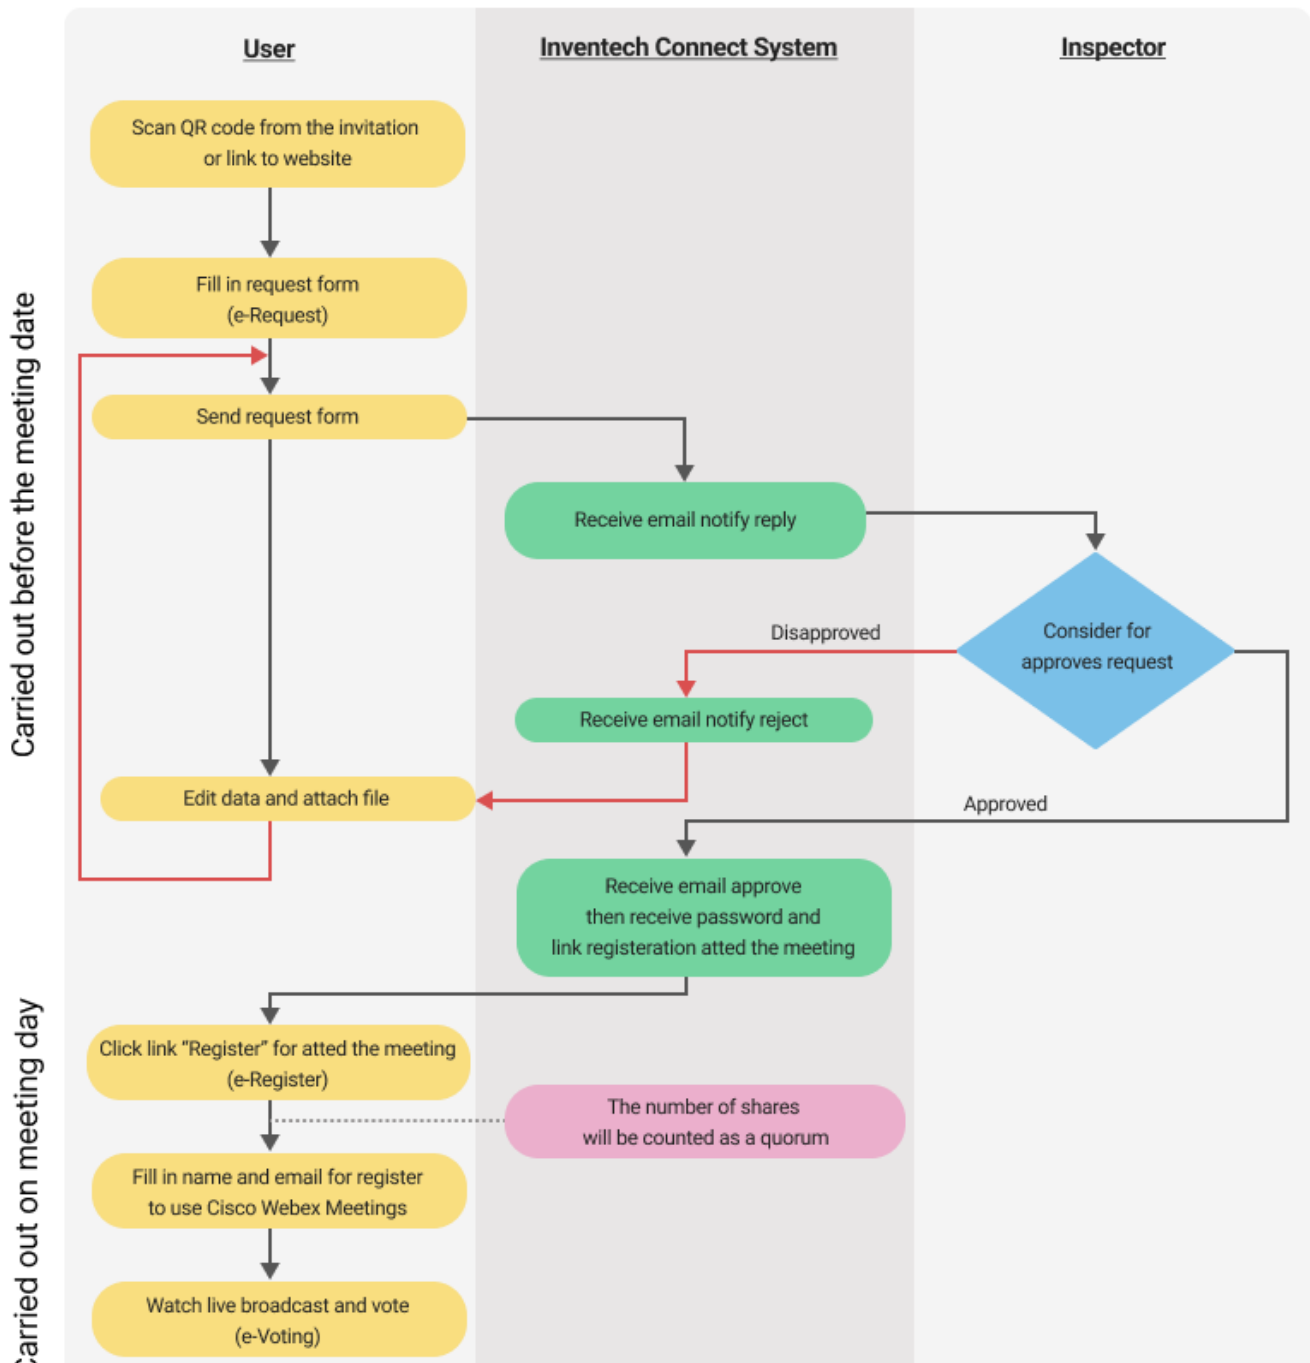 User
Inventech Connect System
Inspector
Carried out before the meeting date
Scan QR code from the invitation
or link to website
Fill in request form
(e-Request)
Send request form
Receive email notify reply
Consider for
approves request
Disapproved
Receive email notify reject
Edit data and attach file
Approved
Receive email approve
then receive password and
link registeration atted the meeting
Carried out on meeting day
Click link “Register” for atted the meeting
(e-Register)
The number of shares
will be counted as a quorum
Fill in name and email for register
to use Cisco Webex Meetings
Watch live broadcast and vote
(e-Voting)